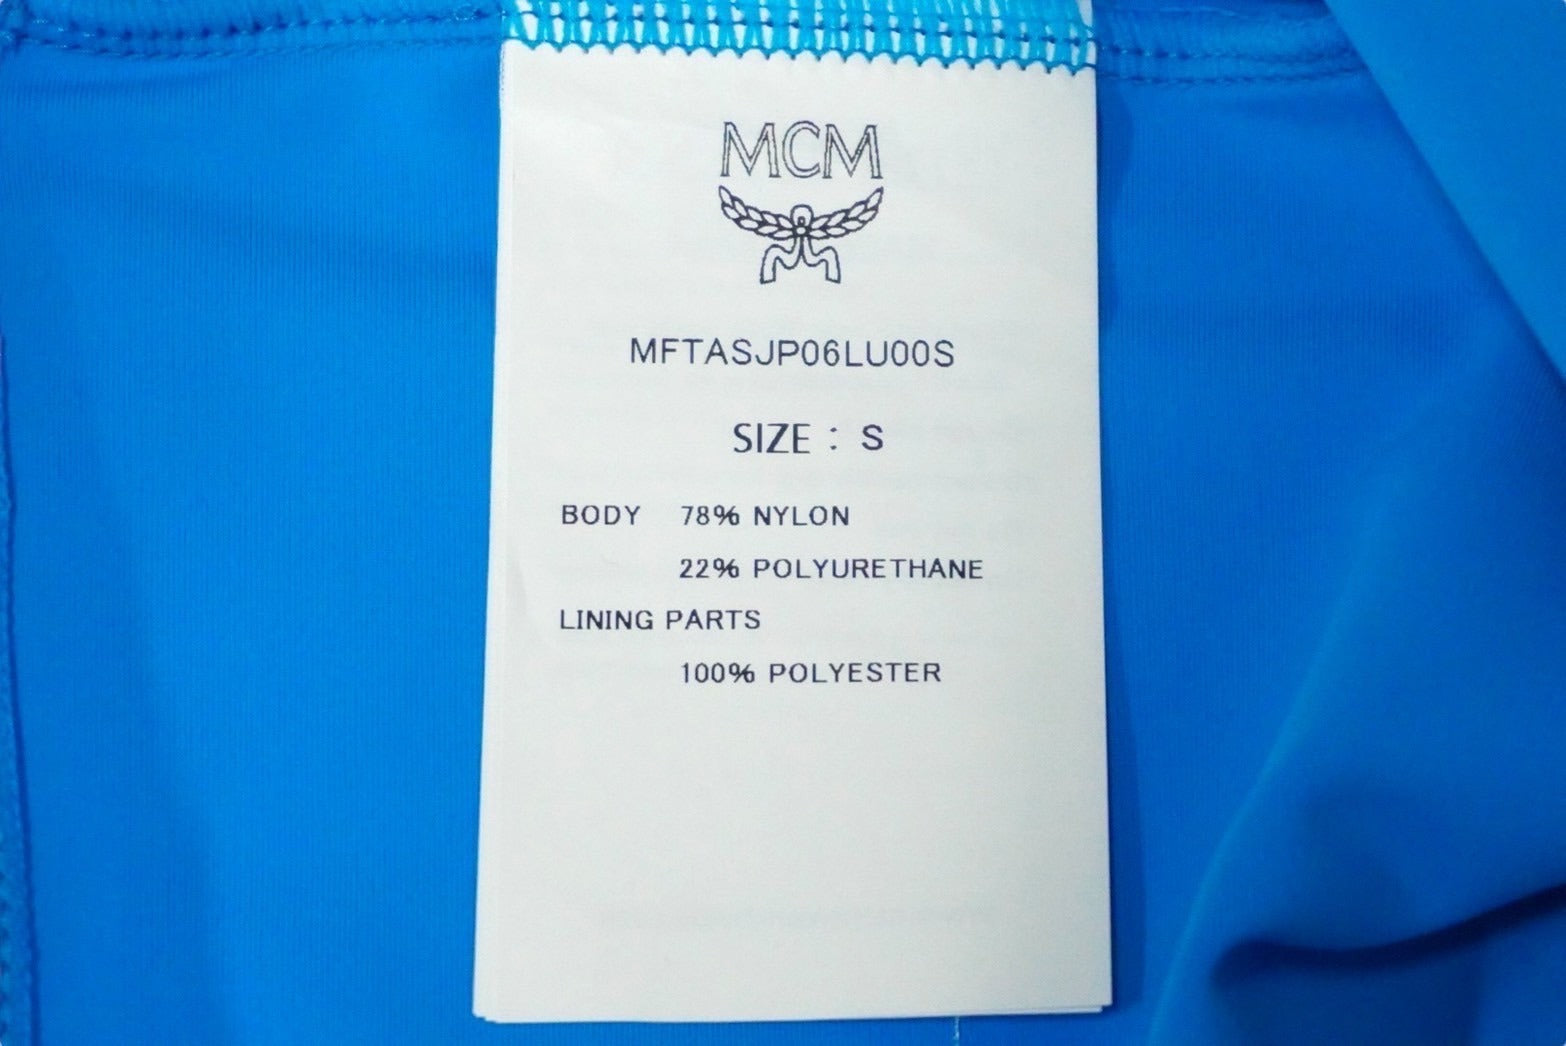 MCM
MFTASJP06LU00S
SIZE : S
BODY 78% NYLON
22% POLYURETHANE
LINING PARTS
100% POLYESTER